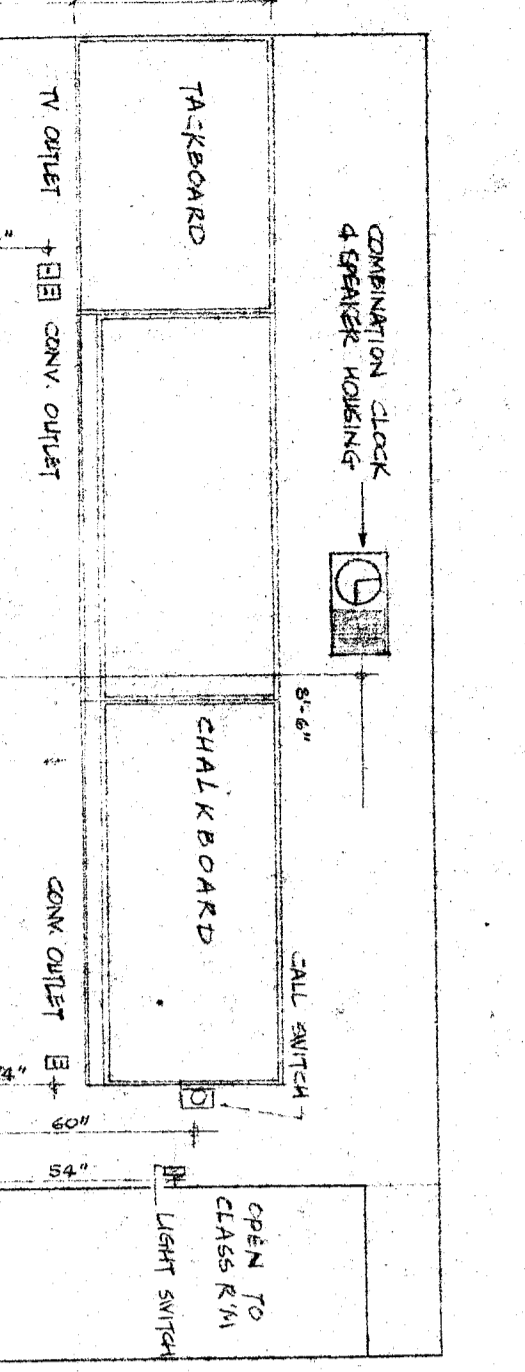 COMBINATION CLOCK
& SPEAKER HOUSING
TACKBOARD
TV OUTLET
CONV. OUTLET
8'-6"
CHALKBOARD
CALL SWITCH
CONV. OUTLET
60"
54"
OPEN TO
CLASS R'M
LIGHT SWITCH